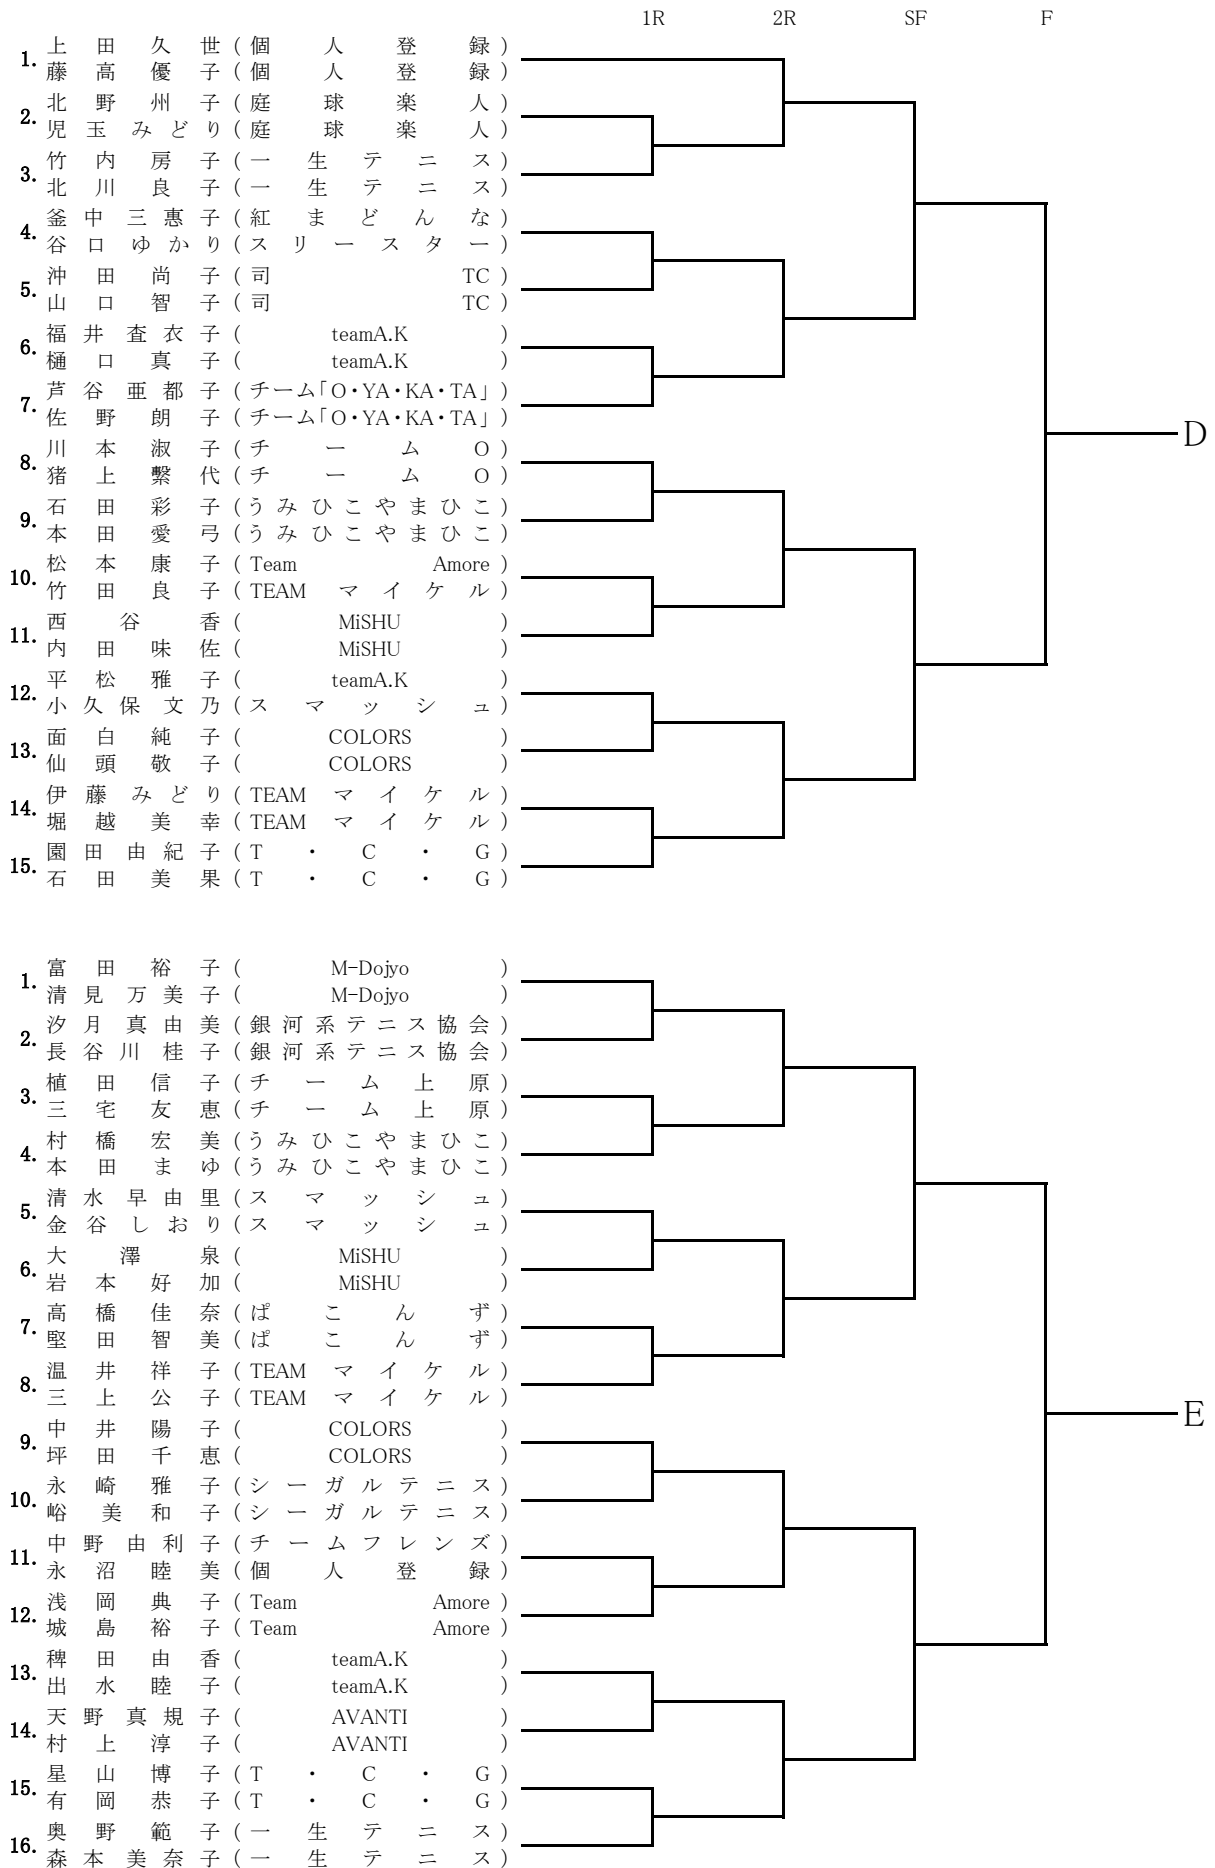 1R 2R SF F
1. 上田久世(個人登録)
藤高優子(個人登録)
2. 北野州子(庭球楽人)
児玉みどり(庭球楽人)
3. 竹内房子(一生テニス)
北川良子(一生テニス)
4. 釜中三惠子(紅まどんな)
谷口ゆかり(スリースター)
5. 沖田尚子(司TC)
山口智子(司TC)
6. 福井査衣子(teamA.K)
樋口真子(teamA.K)
7. 芦谷亜都子(チーム「O・YA・KA・TA」)
佐野朗子(チーム「O・YA・KA・TA」)
D
8. 川本淑子(チームO)
猪上繫代(チームO)
9. 石田彩子(うみひこやまひこ)
本田愛弓(うみひこやまひこ)
10. 松本康子(Team Amore)
竹田良子(TEAMマイケル)
11. 西谷香(MiSHU)
内田味佐(MiSHU)
12. 平松雅子(teamA.K)
小久保文乃(スマッシュ)
13. 面白純子(COLORS)
仙頭敬子(COLORS)
14. 伊藤みどり(TEAMマイケル)
堀越美幸(TEAMマイケル)
15. 園田由紀子(T・C・G)
石田美果(T・C・G)
1. 富田裕子(M-Dojyo)
清見万美子(M-Dojyo)
2. 汐月真由美(銀河系テニス協会)
長谷川桂子(銀河系テニス協会)
3. 植田信子(チーム上原)
三宅友恵(チーム上原)
4. 村橋宏美(うみひこやまひこ)
本田まゆ(うみひこやまひこ)
5. 清水早由里(スマッシュ)
金谷しおり(スマッシュ)
6. 大澤泉(MiSHU)
岩本好加(MiSHU)
7. 高橋佳奈(ぱこんず)
堅田智美(ぱこんず)
8. 温井祥子(TEAMマイケル)
三上公子(TEAMマイケル)
E
9. 中井陽子(COLORS)
坪田千恵(COLORS)
10. 永崎雅子(シーガルテニス)
峪美和子(シーガルテニス)
11. 中野由利子(チームフレンズ)
永沼睦美(個人登録)
12. 浅岡典子(Team Amore)
城島裕子(Team Amore)
13. 稗田由香(teamA.K)
出水睦子(teamA.K)
14. 天野真規子(AVANTI)
村上淳子(AVANTI)
15. 星山博子(T・C・G)
有岡恭子(T・C・G)
16. 奥野範子(一生テニス)
森本美奈子(一生テニス)